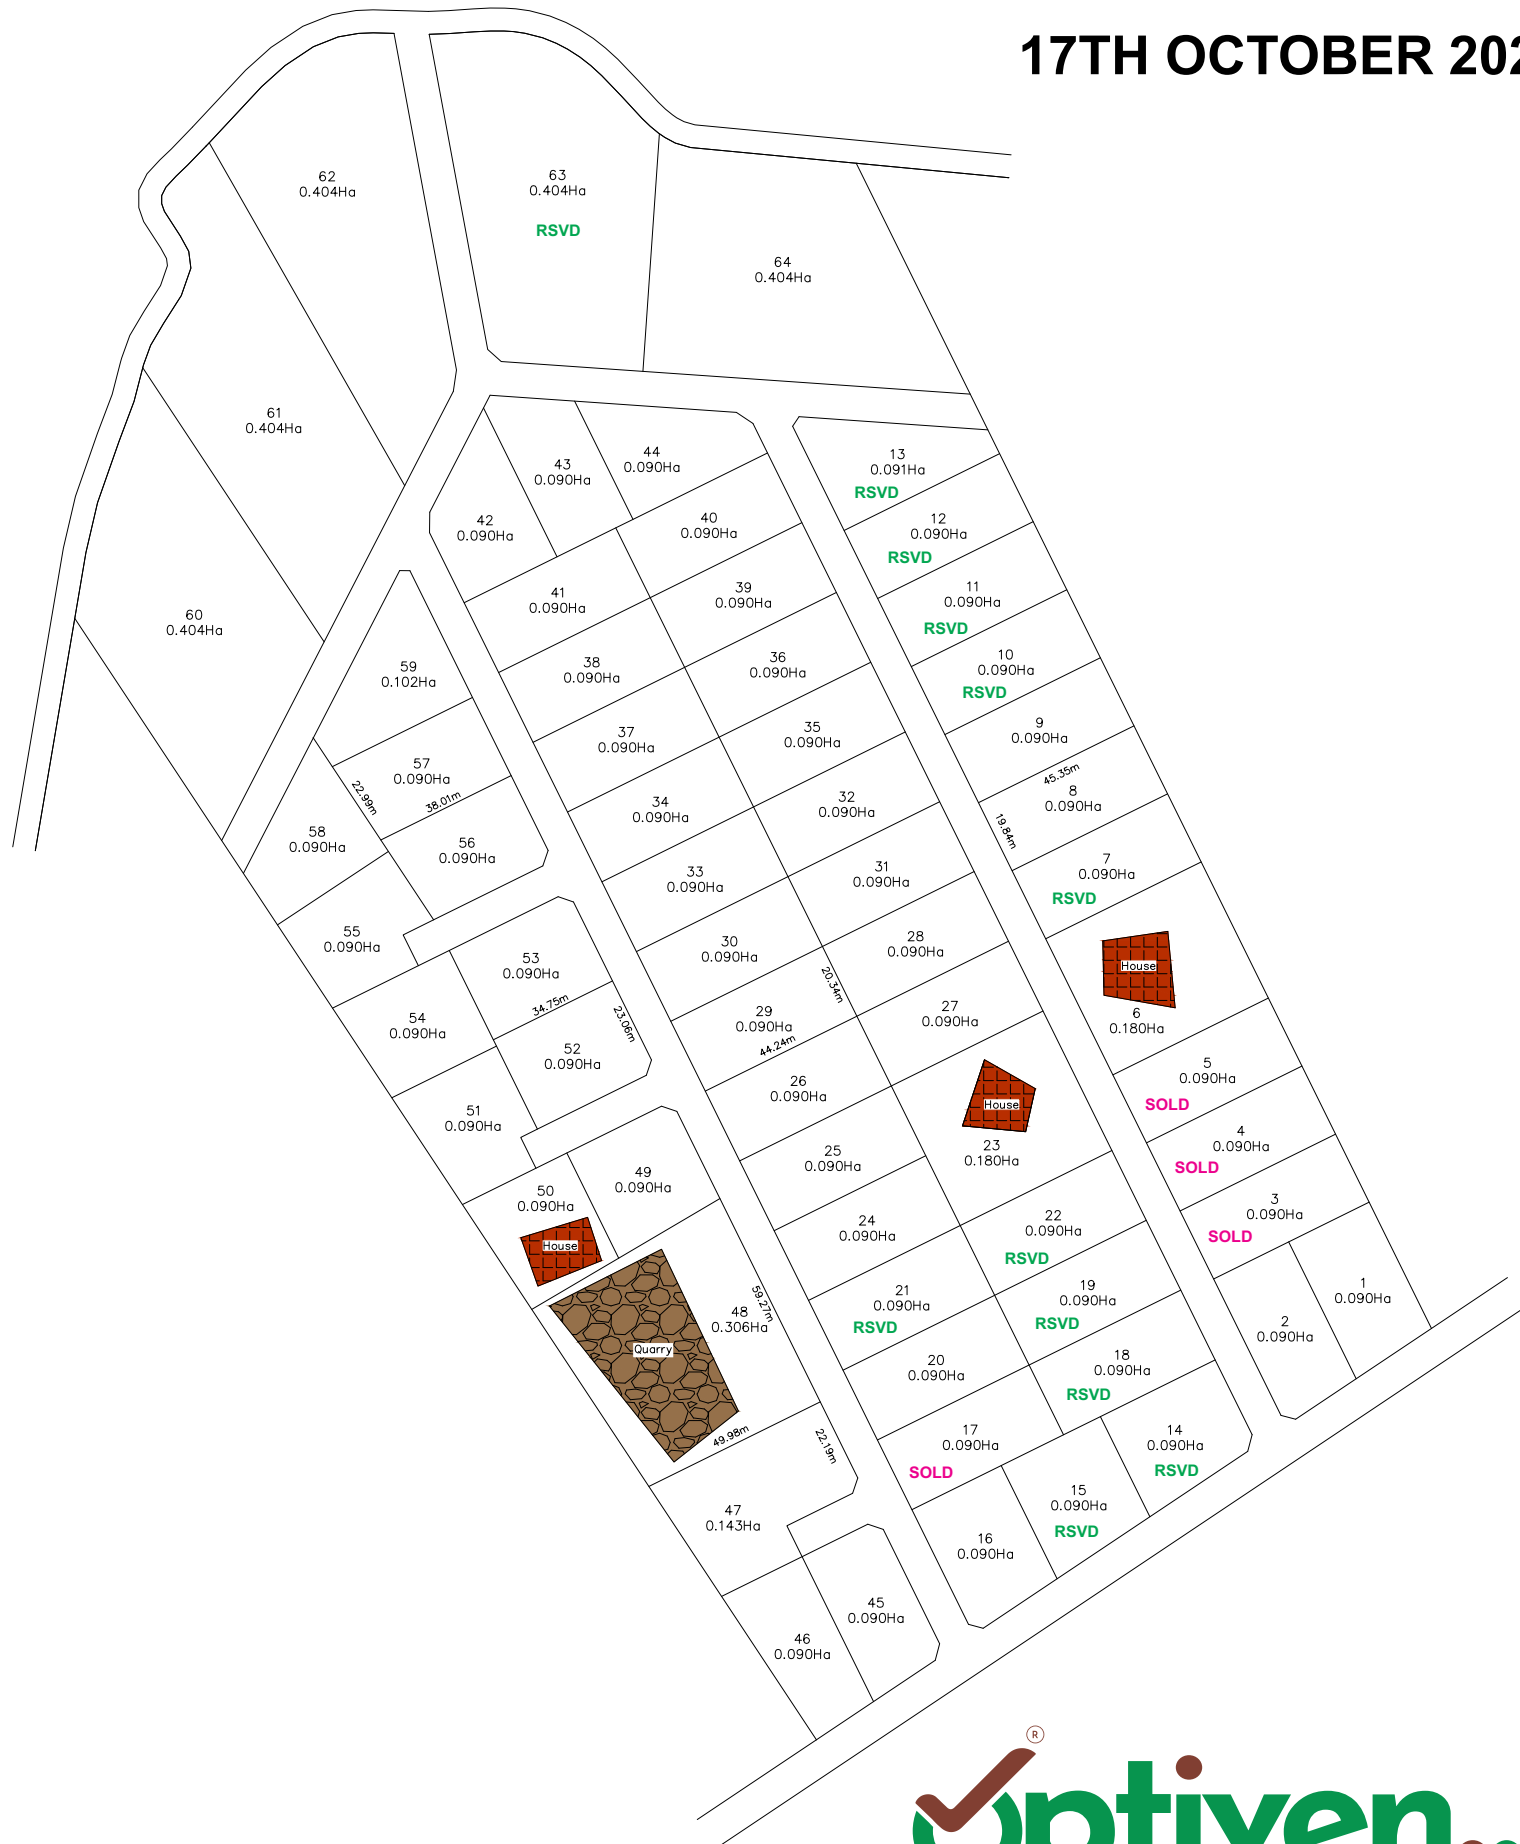 17TH OCTOBER 202
62
0.404Ha
63
0.404Ha
RSVD
64
0.404Ha
61
0.404Ha
60
0.404Ha
13
0.091Ha
RSVD
12
0.090Ha
RSVD
11
0.090Ha
RSVD
10
0.090Ha
RSVD
9
0.090Ha
45.35m
8
0.090Ha
19.84m
7
0.090Ha
RSVD
House
6
0.180Ha
5
0.090Ha
SOLD
4
0.090Ha
SOLD
3
0.090Ha
SOLD
1
0.090Ha
2
0.090Ha
44
0.090Ha
43
0.090Ha
42
0.090Ha
40
0.090Ha
41
0.090Ha
39
0.090Ha
38
0.090Ha
36
0.090Ha
37
0.090Ha
35
0.090Ha
34
0.090Ha
32
0.090Ha
33
0.090Ha
31
0.090Ha
30
0.090Ha
28
0.090Ha
20.34m
29
0.090Ha
44.24m
27
0.090Ha
26
0.090Ha
House
23
0.180Ha
25
0.090Ha
24
0.090Ha
22
0.090Ha
RSVD
21
0.090Ha
RSVD
19
0.090Ha
RSVD
20
0.090Ha
18
0.090Ha
RSVD
17
0.090Ha
SOLD
14
0.090Ha
RSVD
15
0.090Ha
RSVD
16
0.090Ha
59
0.102Ha
57
0.090Ha
22.99m
38.01m
58
0.090Ha
56
0.090Ha
55
0.090Ha
53
0.090Ha
34.75m
23.06m
54
0.090Ha
52
0.090Ha
51
0.090Ha
49
0.090Ha
50
0.090Ha
House
59.27m
48
0.306Ha
Quarry
49.98m
22.19m
47
0.143Ha
45
0.090Ha
46
0.090Ha
®
Optiven